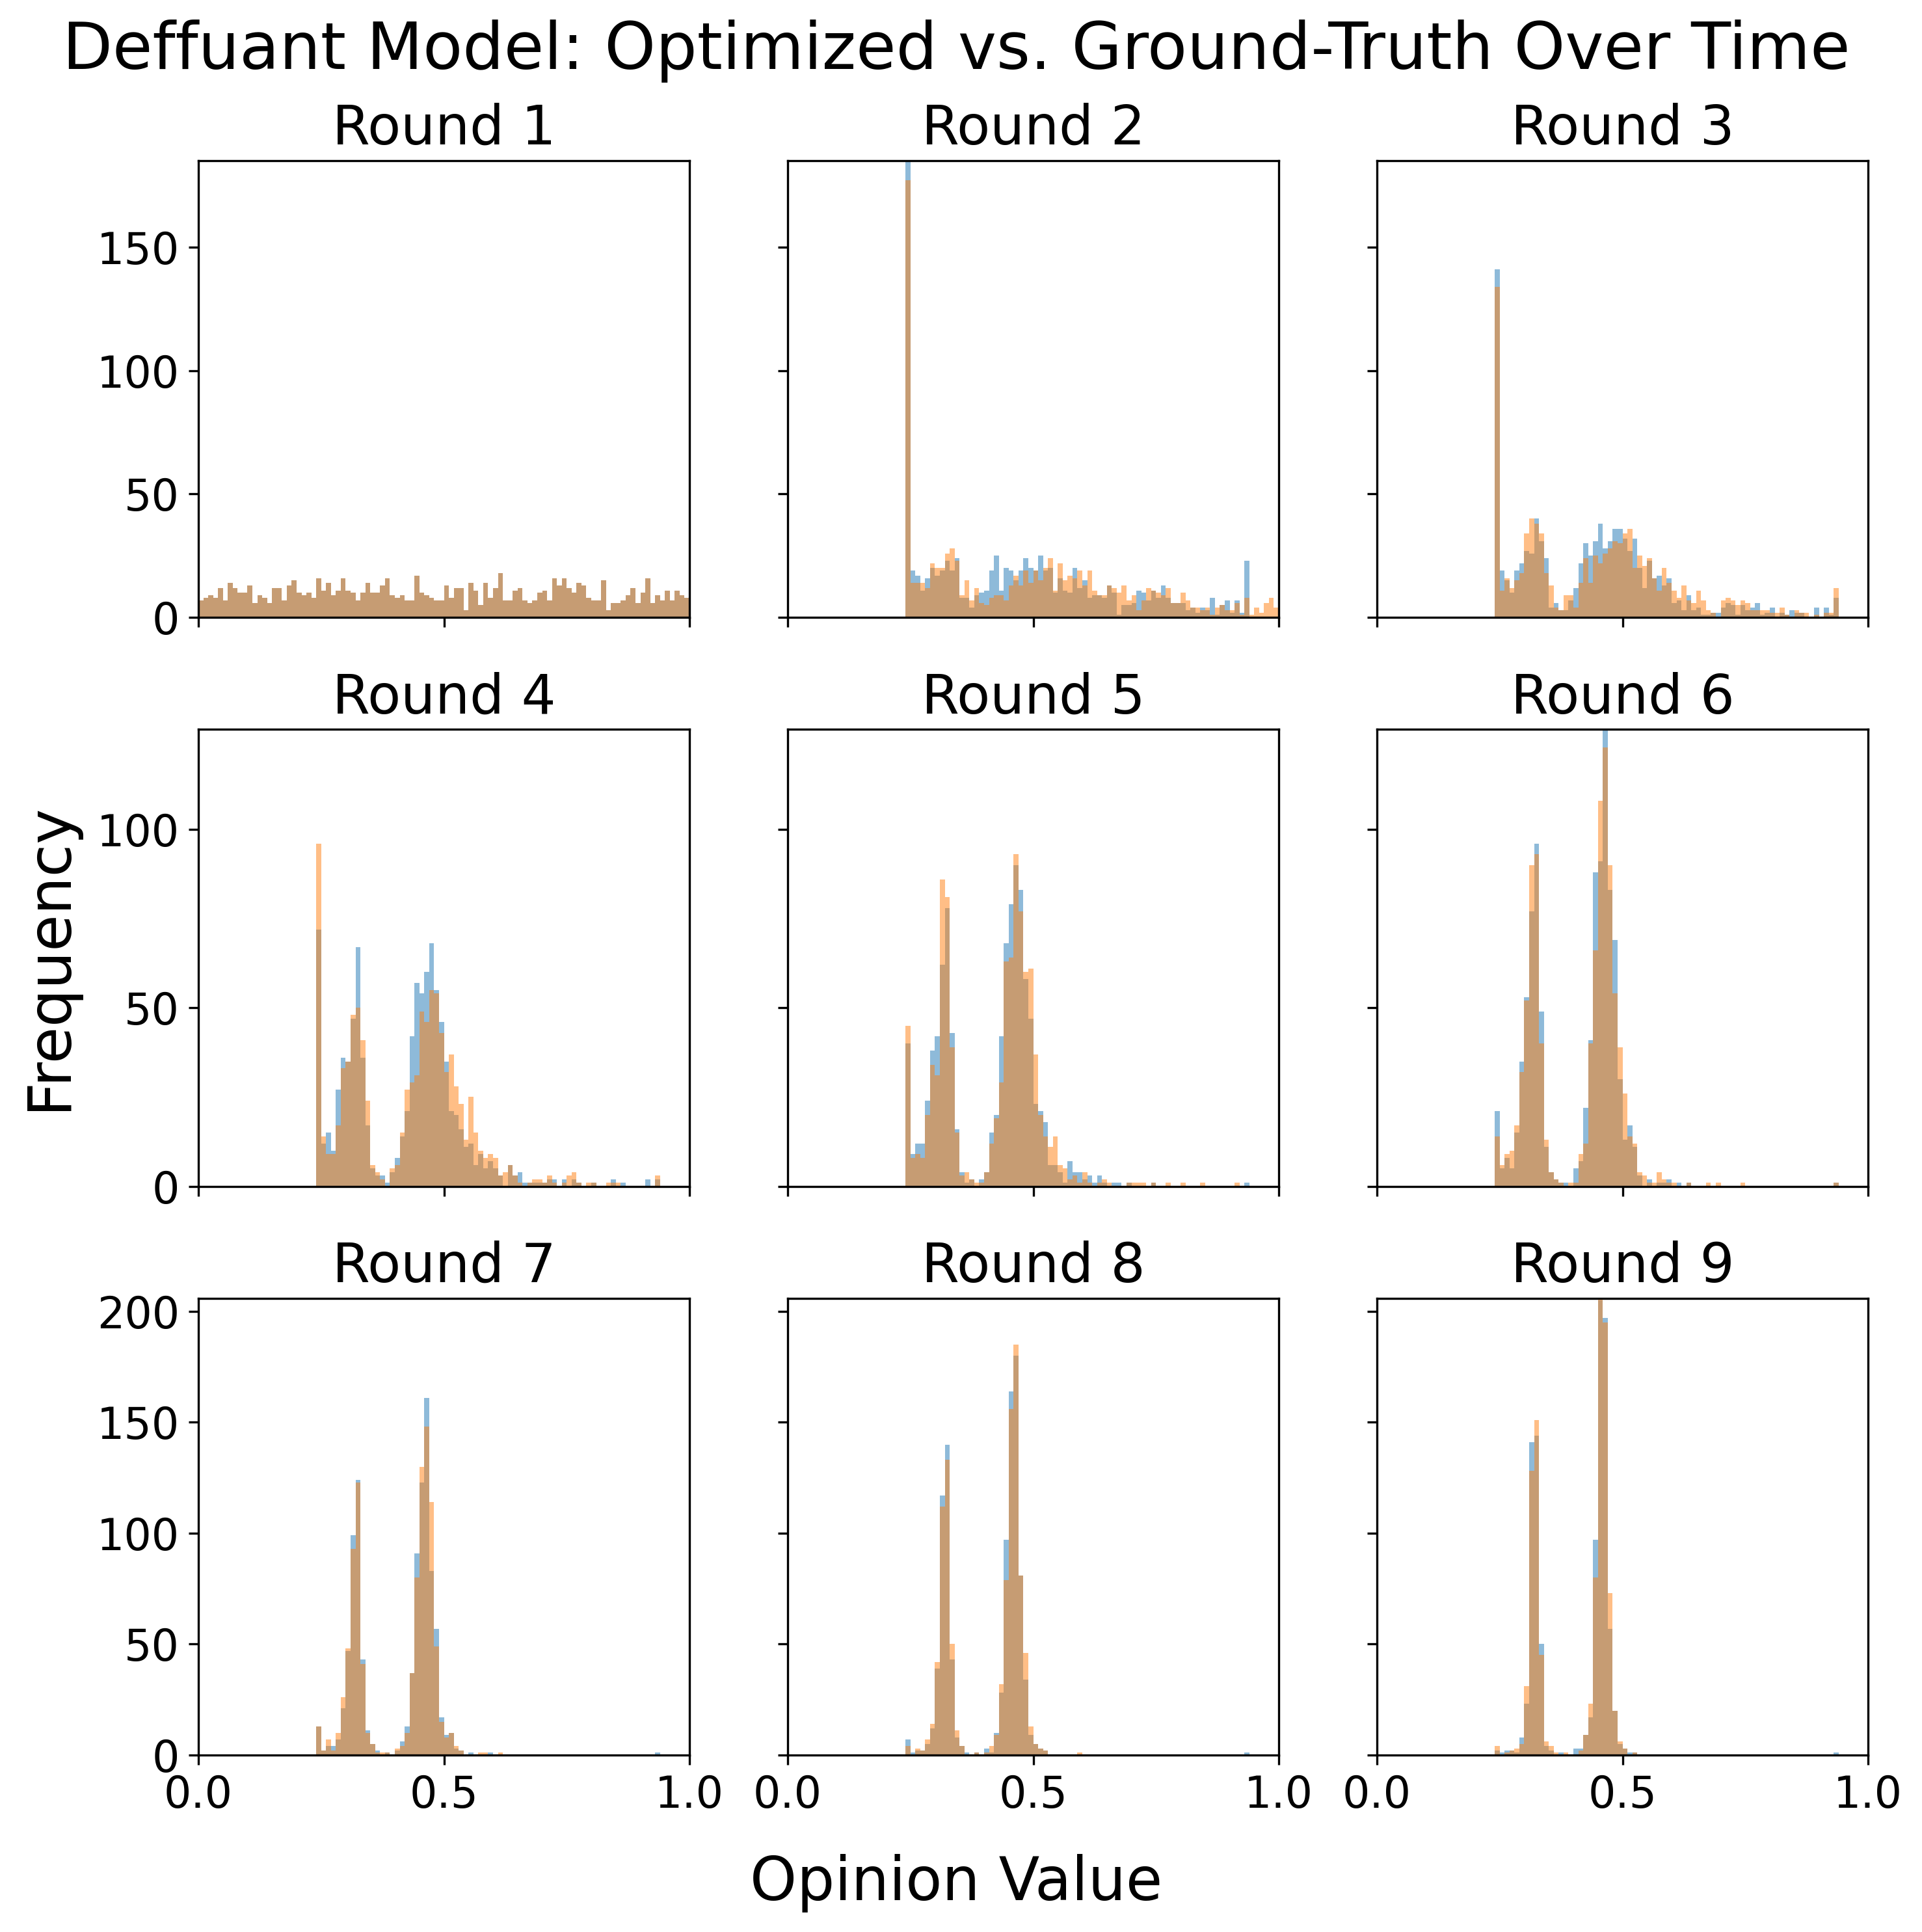 Deffuant Model: Optimized vs. Ground-Truth Over Time
Round 1
Round 2
Round 3
150
100
50
0
Round 4
Round 5
Round 6
100
50
0
Frequency
Round 7
Round 8
Round 9
200
150
100
50
0
0.0 0.5 1.0 0.0 0.5 1.0 0.0 0.5 1.0
Opinion Value